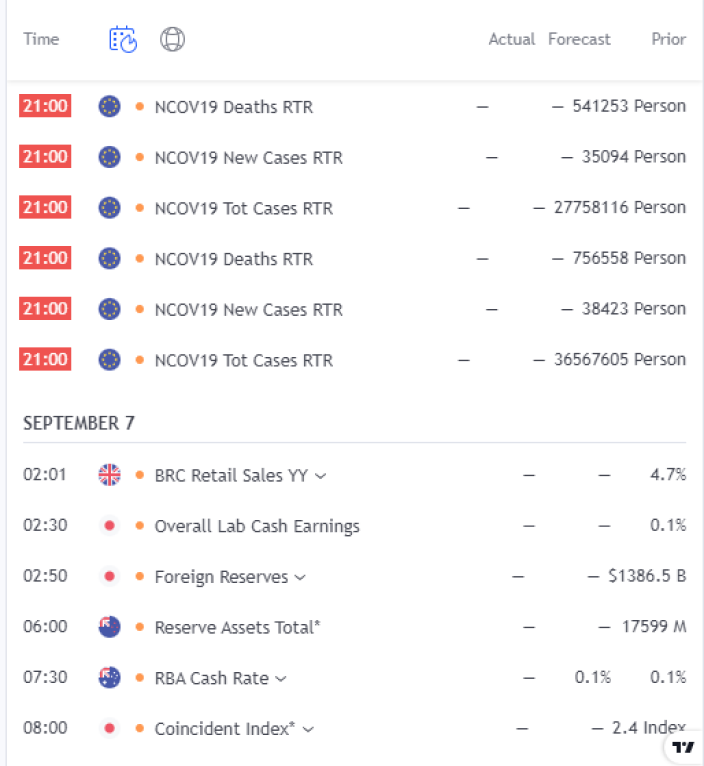 Time Actual Forecast Prior
21:00 NCOV19 Deaths RTR — — 541253 Person
21:00 NCOV19 New Cases RTR — — 35094 Person
21:00 NCOV19 Tot Cases RTR — — 27758116 Person
21:00 NCOV19 Deaths RTR — — 756558 Person
21:00 NCOV19 New Cases RTR — — 38423 Person
21:00 NCOV19 Tot Cases RTR — — 36567605 Person
SEPTEMBER 7
02:01 BRC Retail Sales YY — — 4.7%
02:30 Overall Lab Cash Earnings — — 0.1%
02:50 Foreign Reserves — — $1386.5 B
06:00 Reserve Assets Total* — — 17599 M
07:30 RBA Cash Rate — 0.1% 0.1%
08:00 Coincident Index* — — 2.4 Index